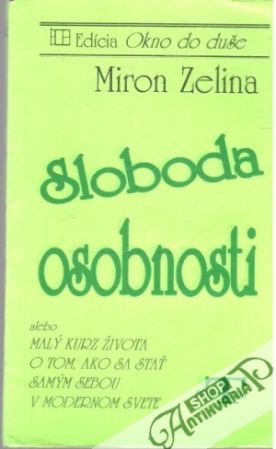 Edícia Okno do duše
Miron Zelina
Sloboda
osobnosti
alebo
MALÝ KURZ ŽIVOTA
O TOM, AKO SA STAŤ
SAMÝM SEBOU
V MODERNOM SVETE
SHOP
ANTIKVARIAT